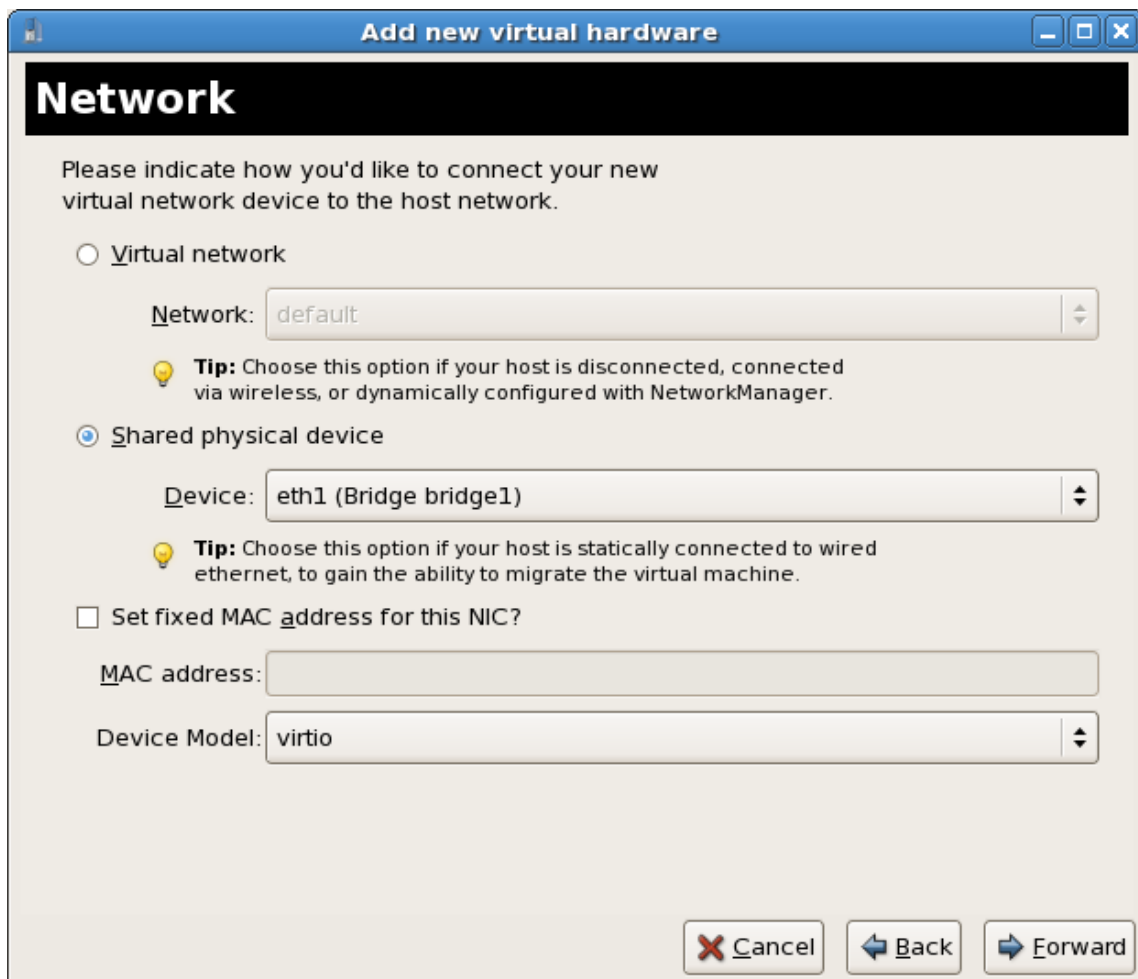 Add new virtual hardware
Network
Please indicate how you'd like to connect your new
virtual network device to the host network.
Virtual network
Network: default
Tip: Choose this option if your host is disconnected, connected
via wireless, or dynamically configured with NetworkManager.
Shared physical device
Device: eth1 (Bridge bridge1)
Tip: Choose this option if your host is statically connected to wired
ethernet, to gain the ability to migrate the virtual machine.
Set fixed MAC address for this NIC?
MAC address:
Device Model: virtio
Cancel Back Forward